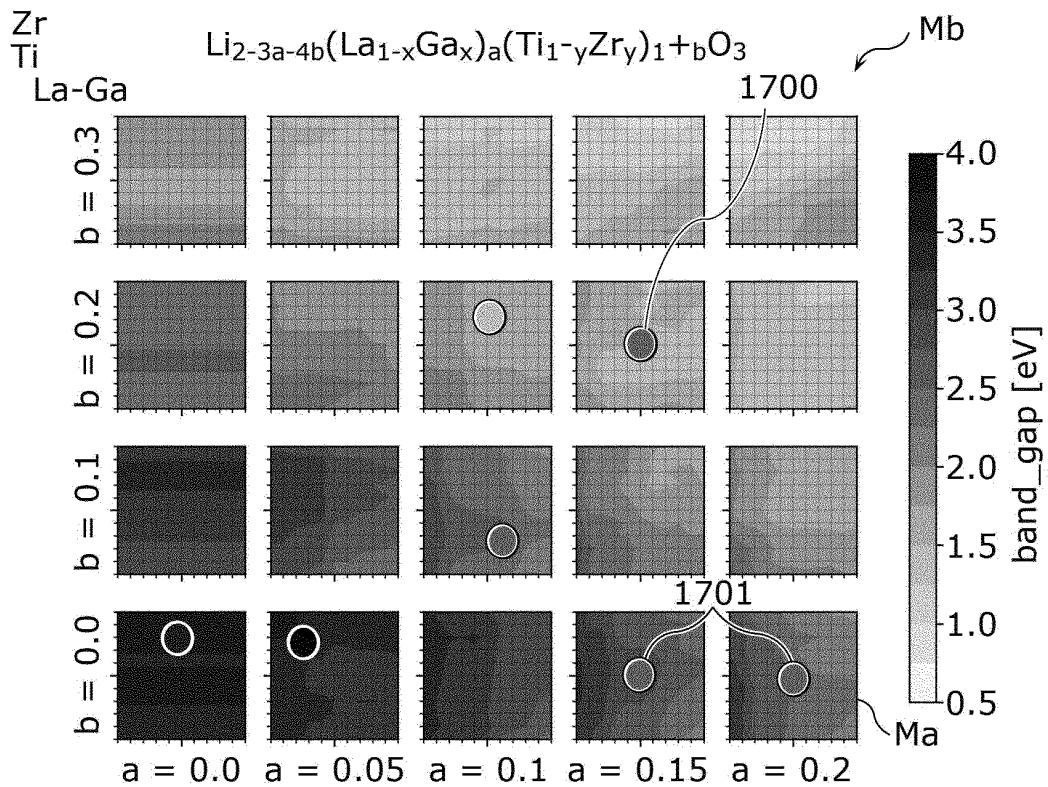 Zr
Ti
La-Ga
Li2-3a-4b(La1-xGax)a(Ti1-yZry)1+bO3
Mb
1700
b = 0.3
b = 0.2
b = 0.1
b = 0.0
4.0
3.5
3.0
2.5
2.0
1.5
1.0
0.5
band_gap [eV]
1701
Ma
a = 0.0
a = 0.05
a = 0.1
a = 0.15
a = 0.2